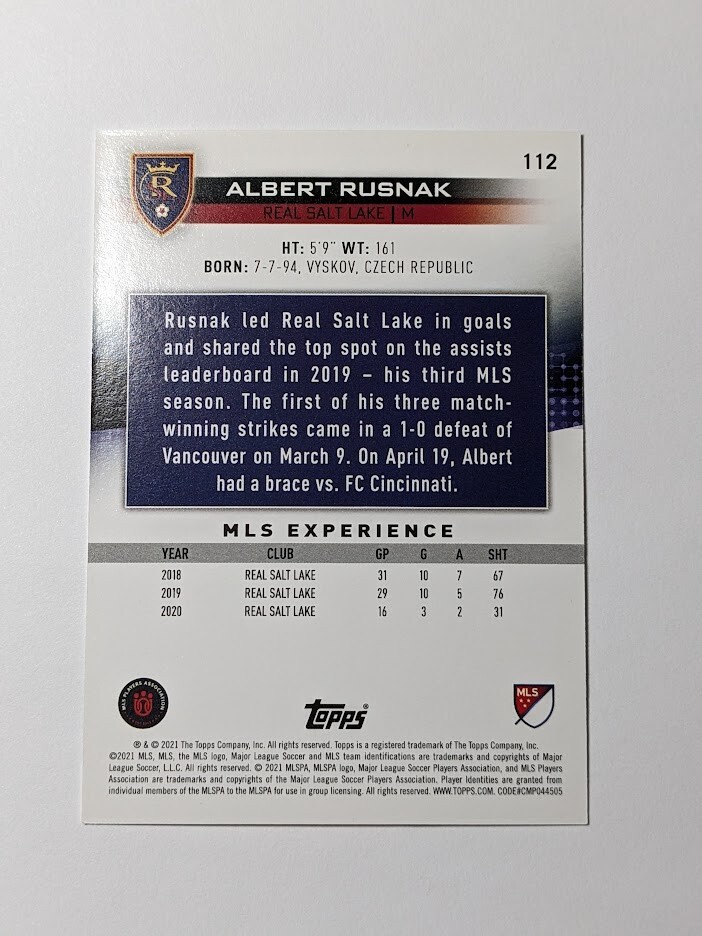 112
ALBERT RUSNAK
REAL SALT LAKE | M
HT: 5'9" WT: 161
BORN: 7-7-94, VYSKOV, CZECH REPUBLIC
Rusnak led Real Salt Lake in goals
and shared the top spot on the assists
leaderboard in 2019 – his third MLS
season. The first of his three match-
winning strikes came in a 1-0 defeat of
Vancouver on March 9. On April 19, Albert
had a brace vs. FC Cincinnati.
MLS EXPERIENCE
YEAR CLUB GP G A SHT
2018 REAL SALT LAKE 31 10 7 67
2019 REAL SALT LAKE 29 10 5 76
2020 REAL SALT LAKE 16 3 2 31
MLS PLAYERS ASSOCIATION
Topps®
MLS
® & © 2021 The Topps Company, Inc. All rights reserved. Topps is a registered trademark of The Topps Company, Inc.
©2021 MLS, MLS, the MLS logo, Major League Soccer and MLS team identifications are trademarks and copyrights of Major
League Soccer, L.L.C. All rights reserved. © 2021 MLSPA, MLSPA logo, Major League Soccer Players Association, and MLS Players
Association are trademarks and copyrights of the Major League Soccer Players Association. Player Identities are granted from
individual members of the MLSPA to the MLSPA for use in group licensing. All rights reserved. WWW.TOPPS.COM. CODE#CMP044505